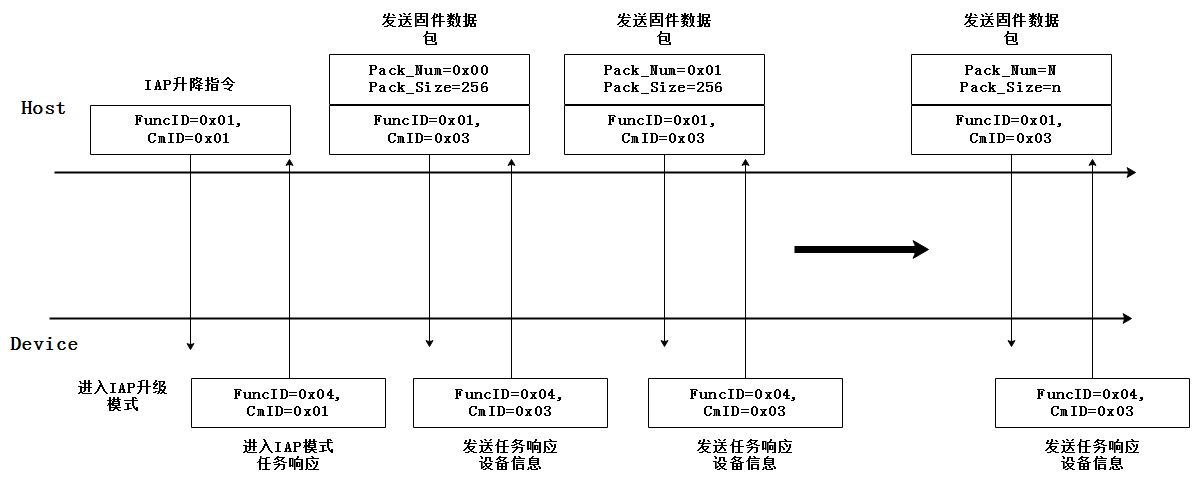 发送固件数据
包
发送固件数据
包
发送固件数据
包
IAP升降指令
Pack_Num=0x00
Pack_Size=256
Pack_Num=0x01
Pack_Size=256
Pack_Num=N
Pack_Size=n
Host
FuncID=0x01,
CmID=0x01
FuncID=0x01,
CmID=0x03
FuncID=0x01,
CmID=0x03
FuncID=0x01,
CmID=0x03
Device
进入IAP升级
模式
FuncID=0x04,
CmID=0x01
FuncID=0x04,
CmID=0x03
FuncID=0x04,
CmID=0x03
FuncID=0x04,
CmID=0x03
进入IAP模式
任务响应
发送任务响应
设备信息
发送任务响应
设备信息
发送任务响应
设备信息